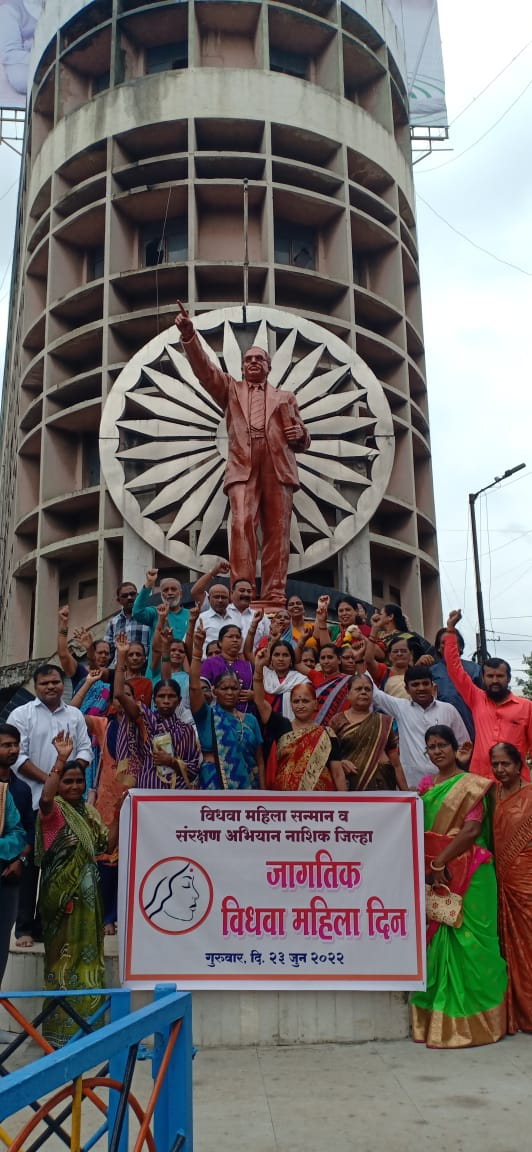 विधवा महिला सन्मान व
संरक्षण अभियान नाशिक जिल्हा
जागतिक
विधवा महिला दिन
गुरुवार, दि. २३ जुन २०२२